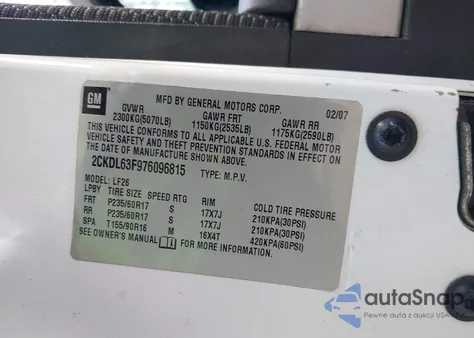 GM
MFD BY GENERAL MOTORS CORP. 02/07
GVWR GAWR FRT GAWR RR
2300KG(5070LB) 1150KG(2535LB) 1175KG(2590LB)
THIS VEHICLE CONFORMS TO ALL APPLICABLE U.S. FEDERAL MOTOR
VEHICLE SAFETY AND THEFT PREVENTION STANDARDS IN EFFECT ON
THE DATE OF MANUFACTURE SHOWN ABOVE.
2CKDL63F976096815 TYPE: M.P.V.
MODEL: LF26
LPBY TIRE SIZE SPEED RTG RIM COLD TIRE PRESSURE
FRT P235/60R17 S 17X7J 210KPA(30PSI)
RR P235/60R17 S 17X7J 210KPA(30PSI)
SPA T155/90R16 M 16X4T 420KPA(60PSI)
SEE OWNER'S MANUAL FOR MORE INFORMATION
autaSnap
Pewne auta z aukcji USA